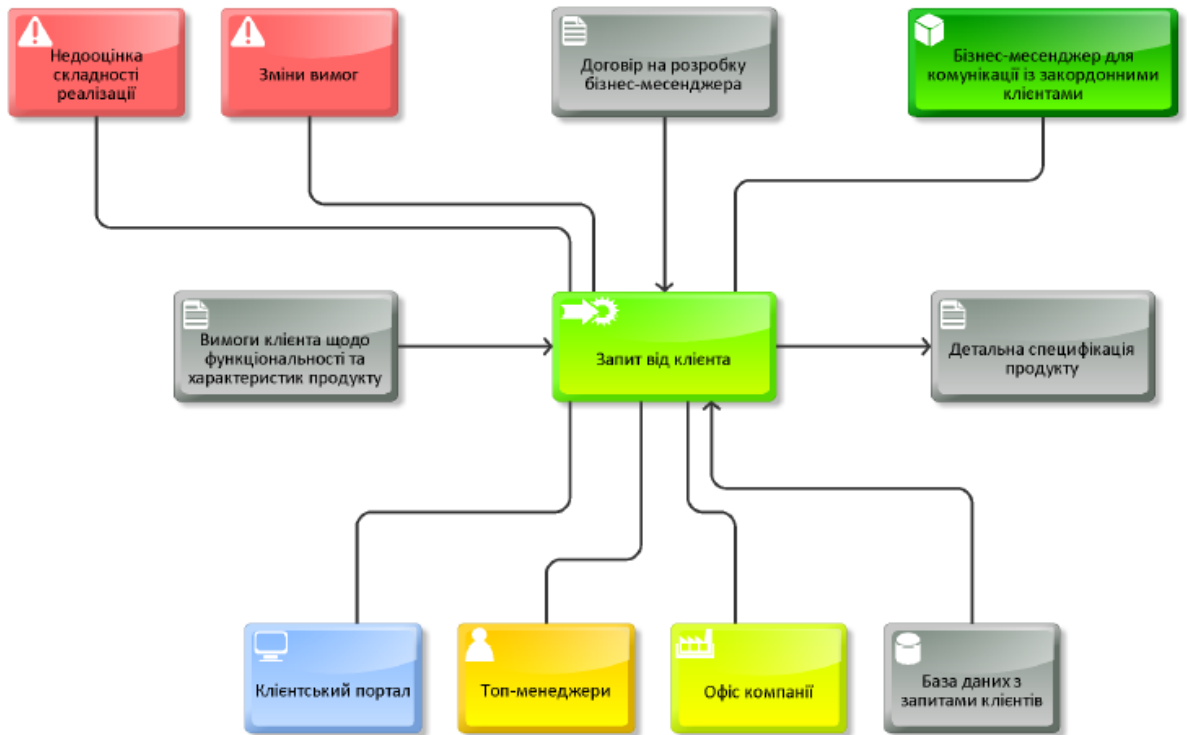 Недооцінка
складності
реалізації
Зміни вимог
Договір на розробку
бізнес-месенджера
Бізнес-месенджер для
комунікації із закордонними
клієнтами
Вимоги клієнта щодо
функціональності та
характеристик продукту
Запит від клієнта
Детальна специфікація
продукту
Клієнтський портал
Топ-менеджери
Офіс компанії
База даних з
запитами клієнтів